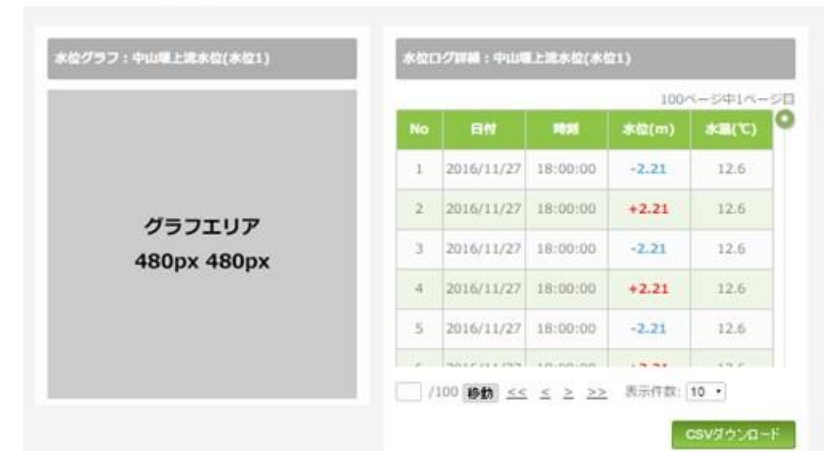 水位グラフ：中山堰上流水位(水位1)
グラフエリア
480px 480px
水位ログ詳細：中山堰上流水位(水位1)
100ページ中1ページ目
No 日付 時刻 水位(m) 水温(℃)
1 2016/11/27 18:00:00 -2.21 12.6
2 2016/11/27 18:00:00 +2.21 12.6
3 2016/11/27 18:00:00 -2.21 12.6
4 2016/11/27 18:00:00 +2.21 12.6
5 2016/11/27 18:00:00 -2.21 12.6
/100 移動 << < > >> 表示件数: 10
CSVダウンロード